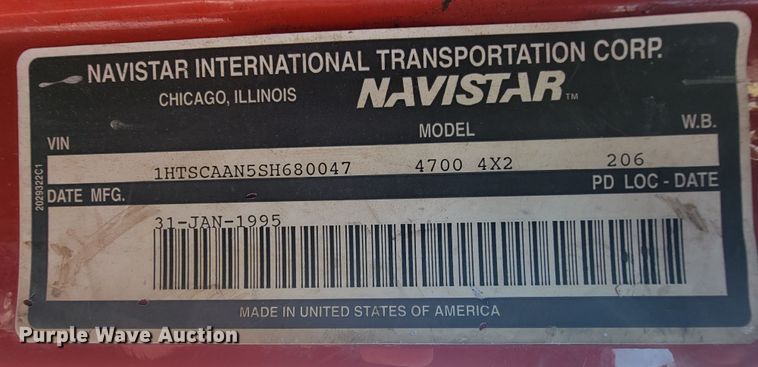 NAVISTAR INTERNATIONAL TRANSPORTATION CORP.
CHICAGO, ILLINOIS NAVISTAR™
VIN MODEL W.B.
1HTSCAAN5SH680047 4700 4X2 206
DATE MFG. PD LOC - DATE
31-JAN-1995
MADE IN UNITED STATES OF AMERICA
2029322C1
Purple Wave Auction